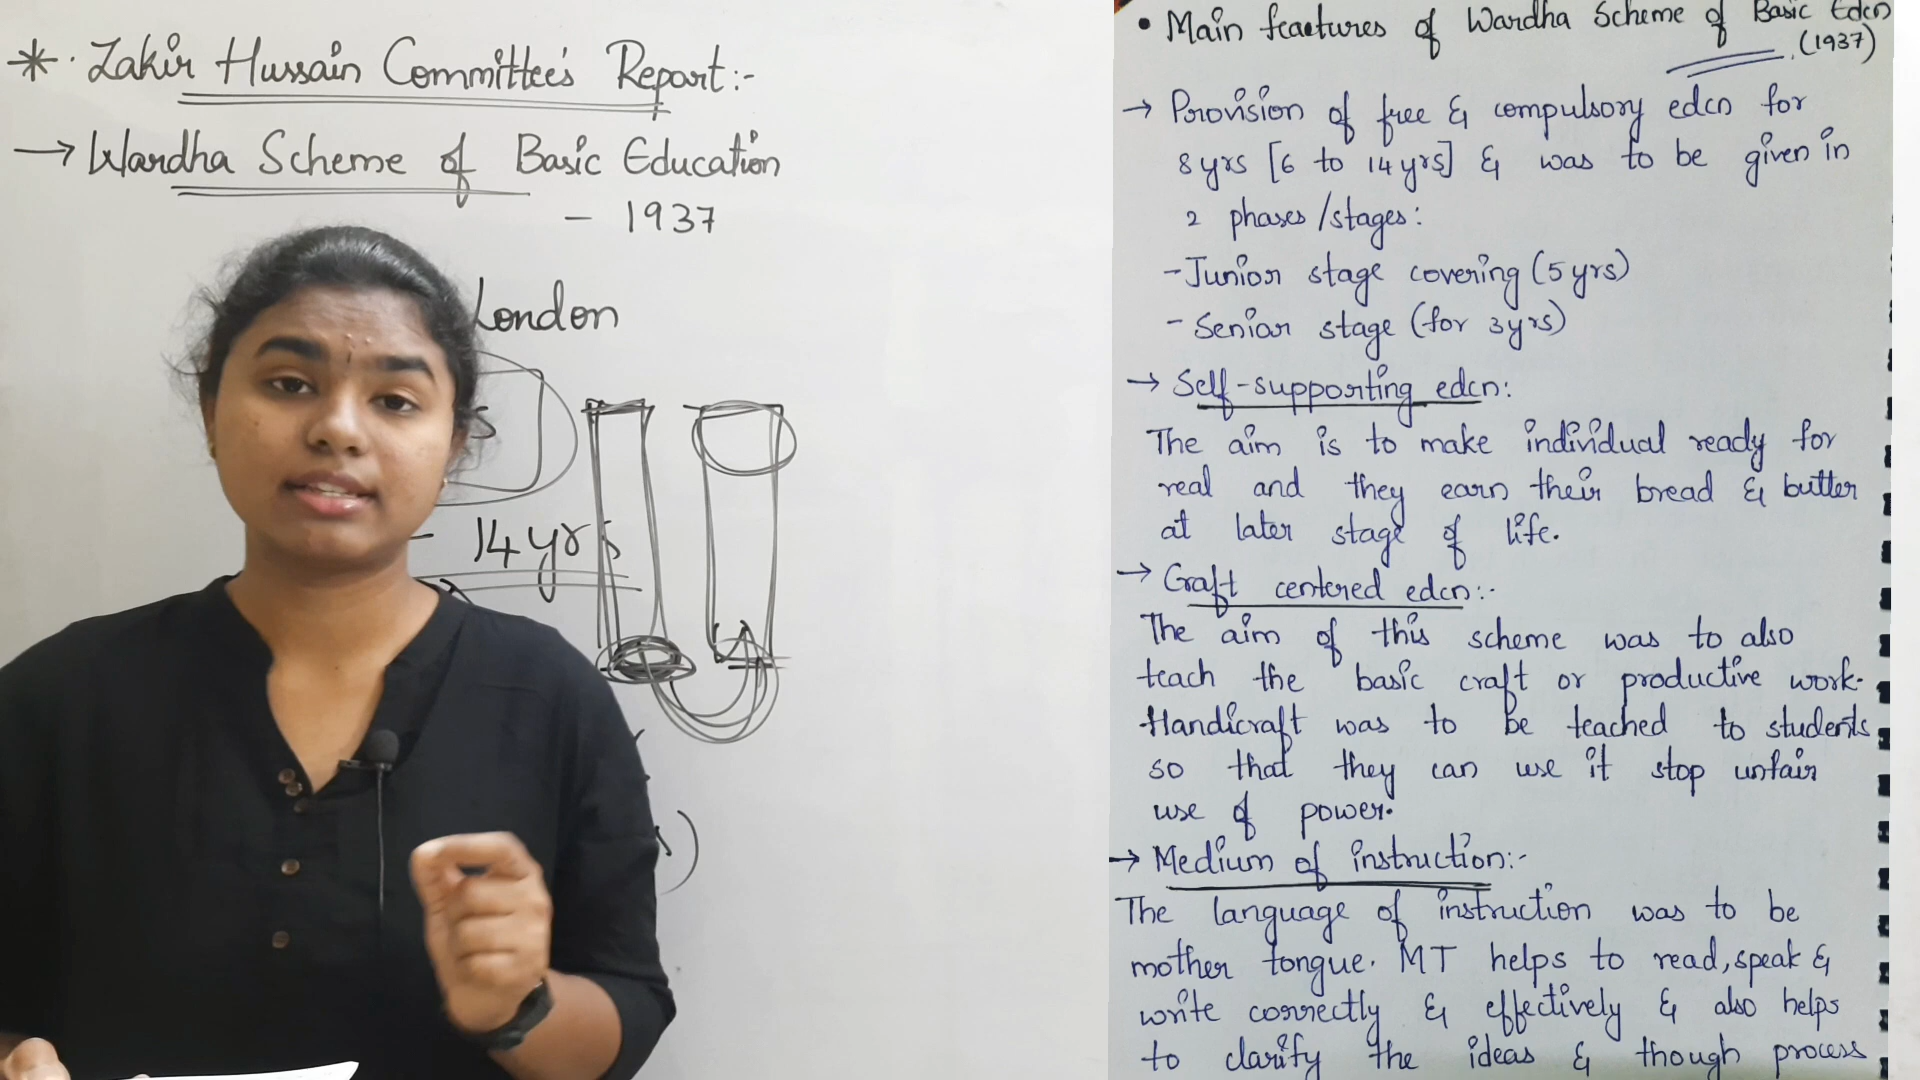 * . Zakir Hussain Committee's Report:-
→ Wardha Scheme of Basic Education
- 1937
London
s
- 14 yrs
)
• Main feactures of Wardha Scheme of Basic Edcn
(1937)
→ Provision of free & compulsory edcn for
8 yrs [6 to 14 yrs] & was to be given in
2 phases/stages:
- Junior stage covering (5 yrs)
- Senior stage (for 3 yrs)
→ Self-supporting edcn:
The aim is to make individual ready for
real and they earn their bread & butter
at later stage of life.
→ Craft centered edcn:-
The aim of this scheme was to also
teach the basic craft or productive work.
Handicraft was to be teached to students
so that they can use it stop unfair
use of power.
→ Medium of instruction:-
The language of instruction was to be
mother tongue. MT helps to read, speak &
write correctly & effectively & also helps
to clarify the ideas & though process